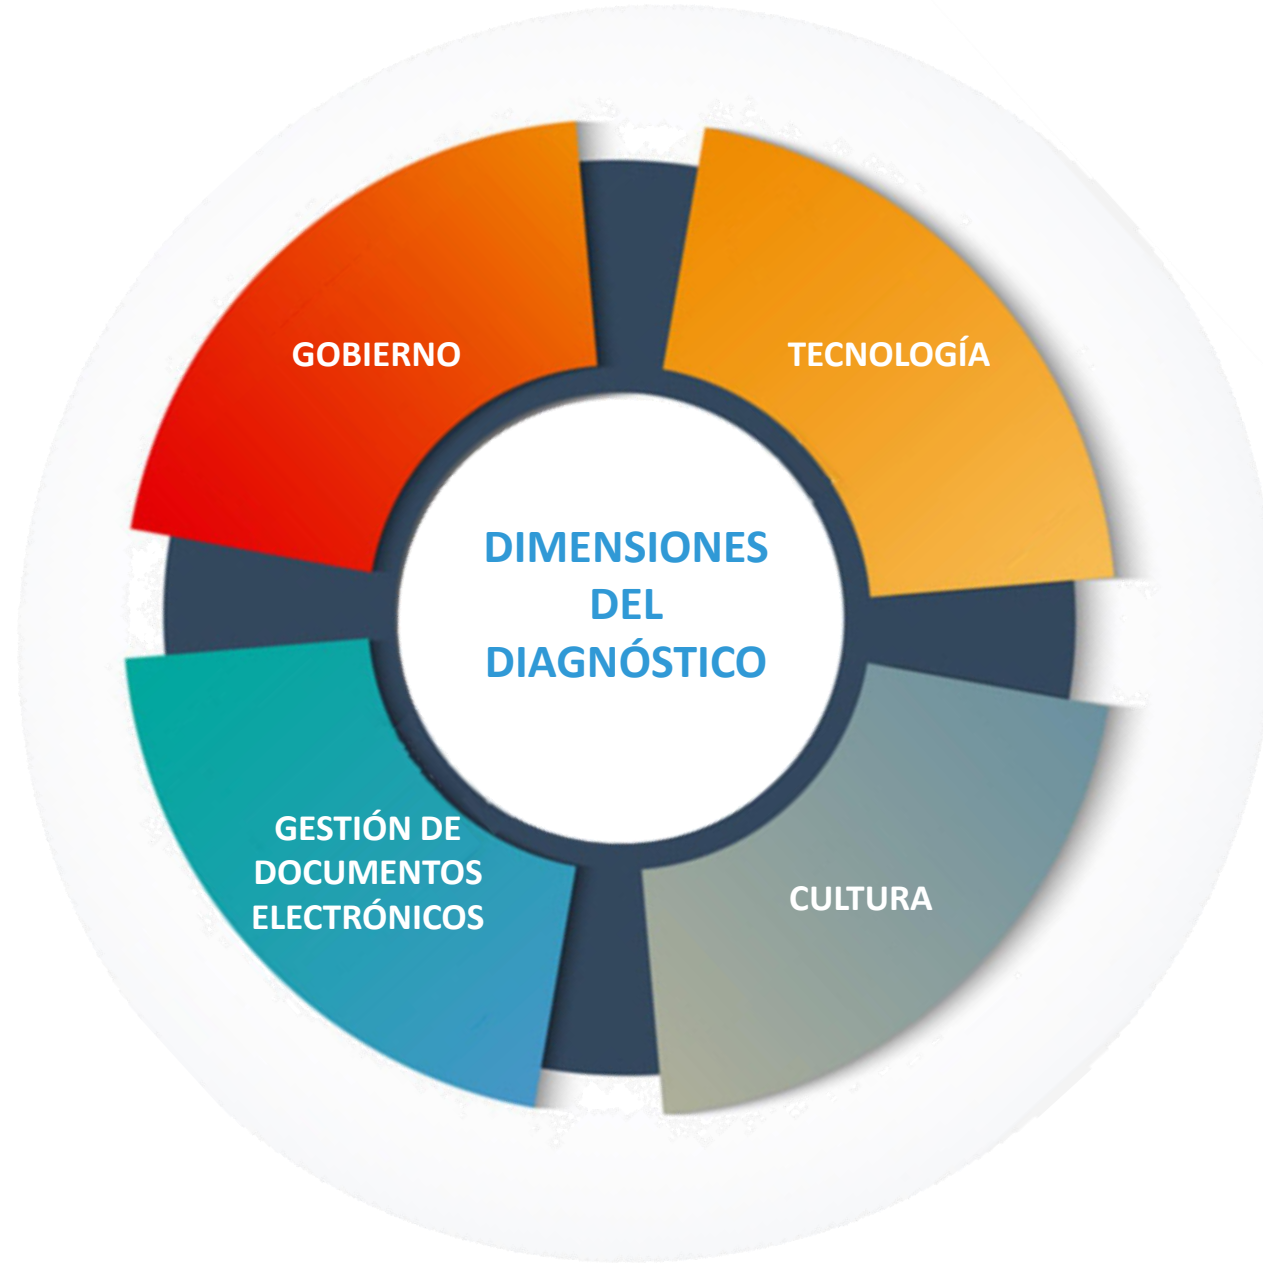 GOBIERNO
TECNOLOGÍA
DIMENSIONES
DEL
DIAGNÓSTICO
GESTIÓN DE
DOCUMENTOS
ELECTRÓNICOS
CULTURA